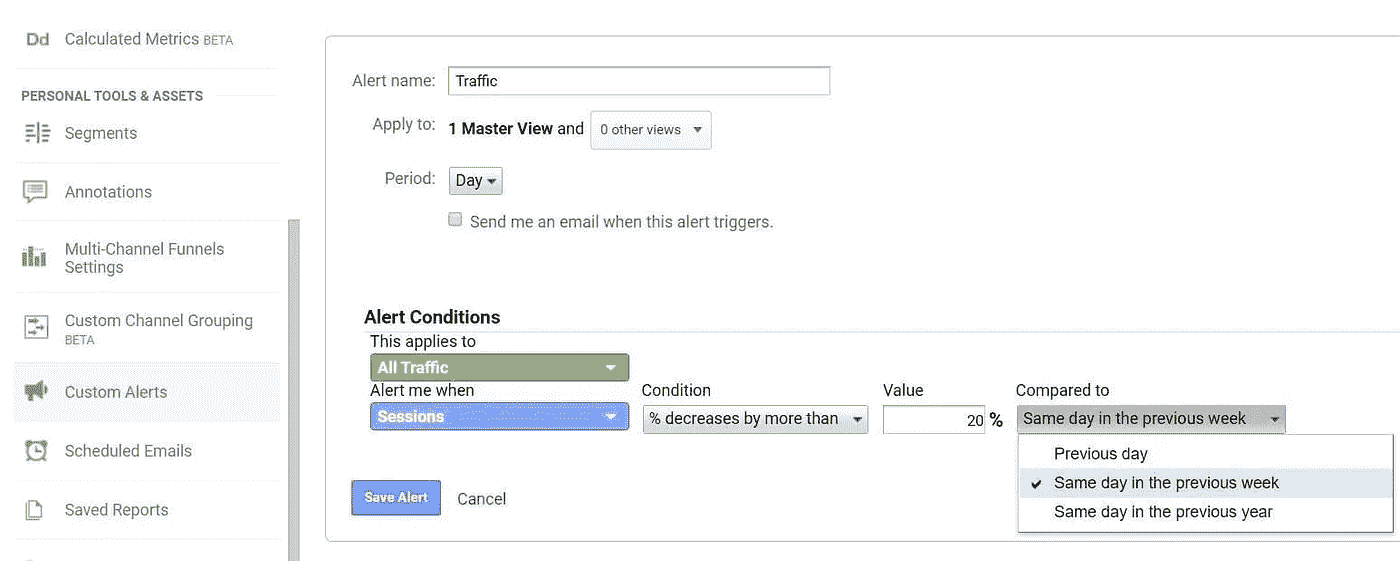 Dd Calculated Metrics BETA
PERSONAL TOOLS & ASSETS
Segments
Annotations
Multi-Channel Funnels
Settings
Custom Channel Grouping
BETA
Custom Alerts
Scheduled Emails
Saved Reports
Alert name: Traffic
Apply to: 1 Master View and 0 other views
Period: Day
Send me an email when this alert triggers.
Alert Conditions
This applies to
All Traffic
Alert me when Condition Value Compared to
Sessions % decreases by more than 20 % Same day in the previous week
Previous day
Same day in the previous week
Same day in the previous year
Save Alert Cancel